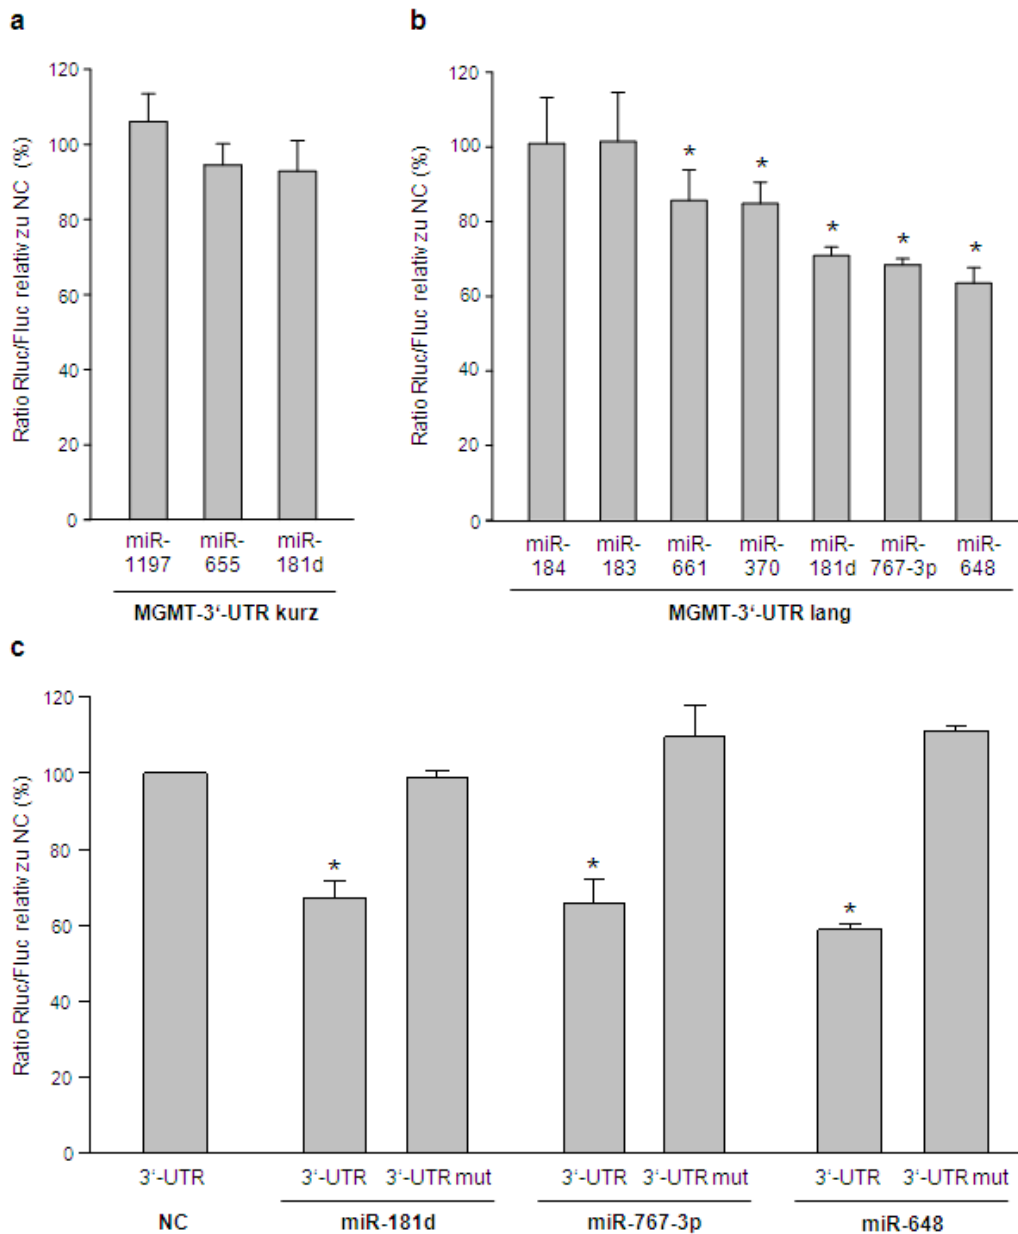 a
Ratio Rluc/Fluc relativ zu NC (%)
120
100
80
60
40
20
0
miR-1197
miR-655
miR-181d
MGMT-3‘-UTR kurz
b
Ratio Rluc/Fluc relativ zu NC (%)
120
100
80
60
40
20
0
*
*
*
*
*
miR-184
miR-183
miR-661
miR-370
miR-181d
miR-767-3p
miR-648
MGMT-3‘-UTR lang
c
Ratio Rluc/Fluc relativ zu NC (%)
120
100
80
60
40
20
0
*
*
*
3‘-UTR
3‘-UTR
3‘-UTR mut
3‘-UTR
3‘-UTR mut
3‘-UTR
3‘-UTR mut
NC
miR-181d
miR-767-3p
miR-648